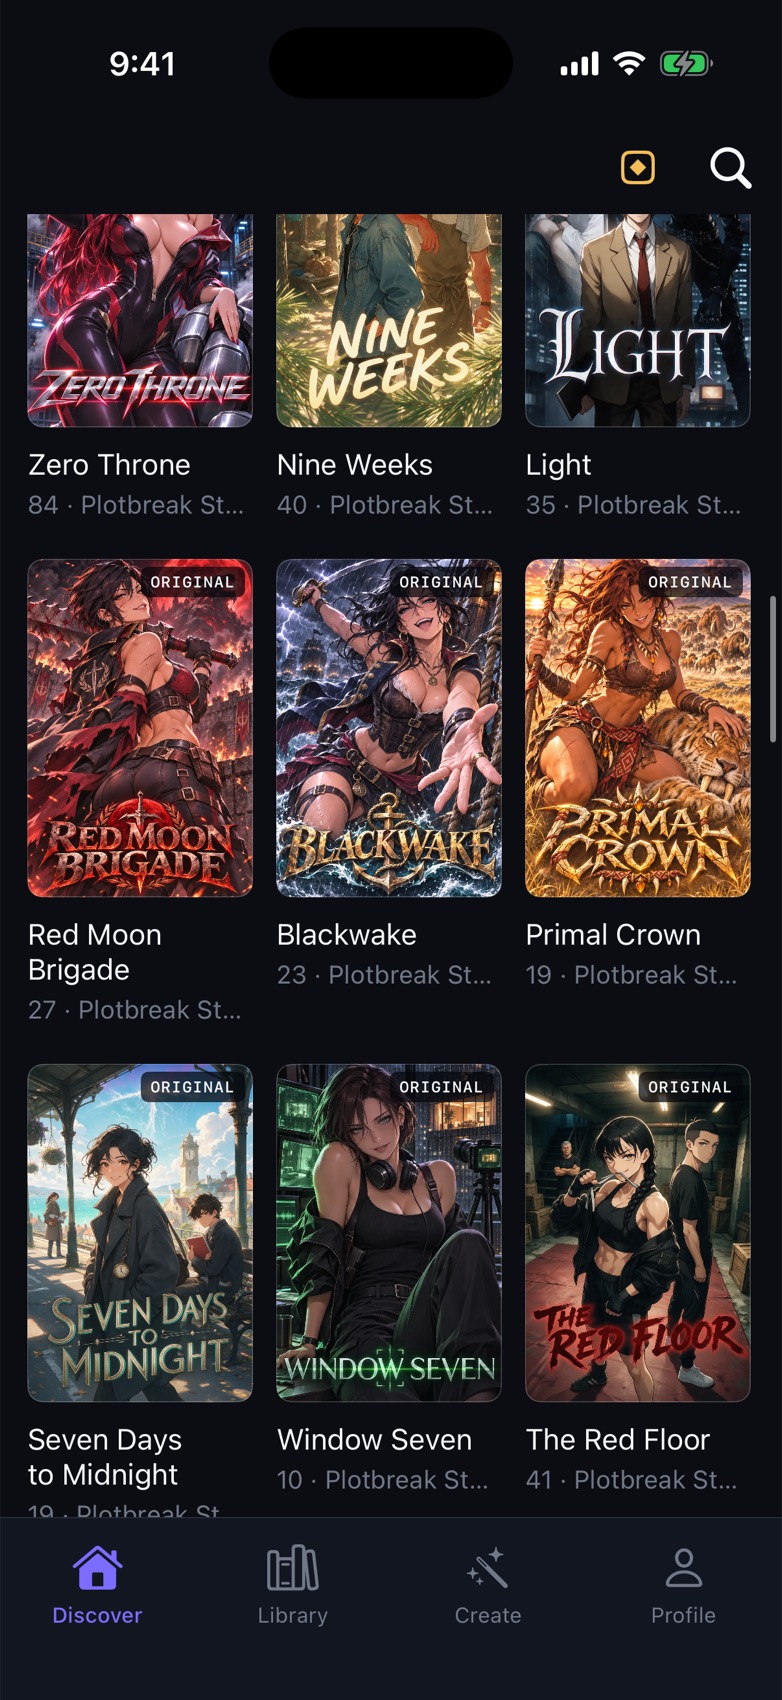 9:41
ZERO THRONE
NINE
WEEKS
LIGHT
Zero Throne
Nine Weeks
Light
84 · Plotbreak St...
40 · Plotbreak St...
35 · Plotbreak St...
ORIGINAL
ORIGINAL
ORIGINAL
RED MOON
BRIGADE
BLACKWAKE
PRIMAL
CROWN
Red Moon
Brigade
Blackwake
Primal Crown
27 · Plotbreak St...
23 · Plotbreak St...
19 · Plotbreak St...
ORIGINAL
ORIGINAL
ORIGINAL
SEVEN DAYS
TO
MIDNIGHT
WINDOW SEVEN
THE
RED FLOOR
Seven Days
to Midnight
Window Seven
The Red Floor
19 · Plotbreak St
10 · Plotbreak St...
41 · Plotbreak St...
Discover
Library
Create
Profile